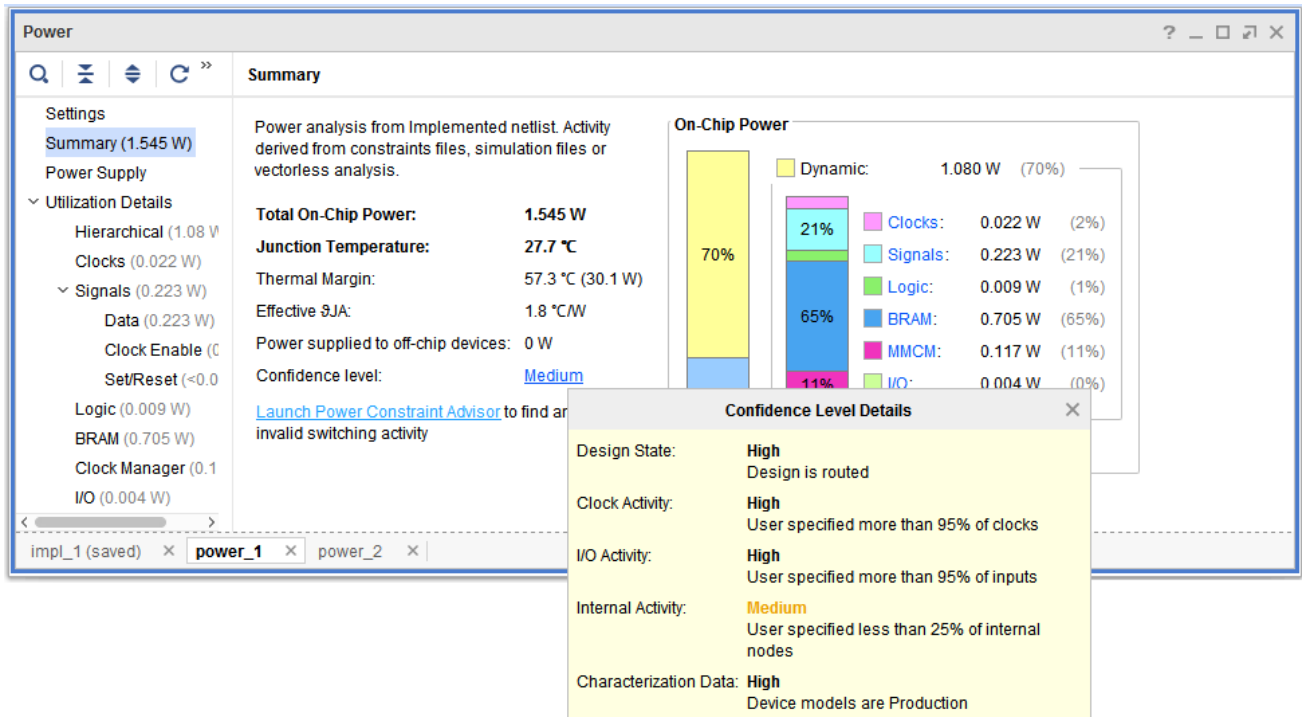 Power
Summary
Settings
Summary (1.545 W)
Power Supply
Utilization Details
Hierarchical (1.08 W
Clocks (0.022 W)
Signals (0.223 W)
Data (0.223 W)
Clock Enable (0
Set/Reset (<0.0
Logic (0.009 W)
BRAM (0.705 W)
Clock Manager (0.1
I/O (0.004 W)
Power analysis from Implemented netlist. Activity
derived from constraints files, simulation files or
vectorless analysis.
Total On-Chip Power: 1.545 W
Junction Temperature: 27.7 °C
Thermal Margin: 57.3 °C (30.1 W)
Effective ϑJA: 1.8 °C/W
Power supplied to off-chip devices: 0 W
Confidence level: Medium
Launch Power Constraint Advisor to find an
invalid switching activity
On-Chip Power
70%
Dynamic: 1.080 W (70%)
21%
65%
11%
Clocks: 0.022 W (2%)
Signals: 0.223 W (21%)
Logic: 0.009 W (1%)
BRAM: 0.705 W (65%)
MMCM: 0.117 W (11%)
I/O: 0.004 W (0%)
Confidence Level Details
Design State: High
Design is routed
Clock Activity: High
User specified more than 95% of clocks
I/O Activity: High
User specified more than 95% of inputs
Internal Activity: Medium
User specified less than 25% of internal
nodes
Characterization Data: High
Device models are Production
impl_1 (saved) power_1 power_2